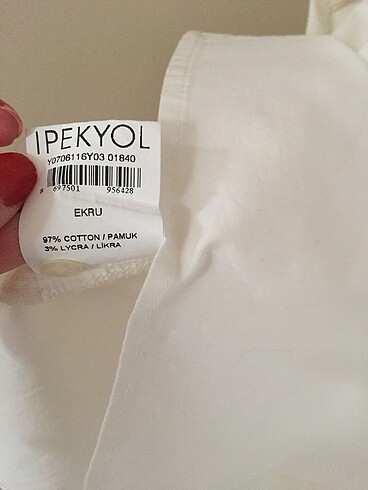 IPEKYOL
Y0706116Y03 01840
8 697501 956428
EKRU
97% COTTON / PAMUK
3% LYCRA / LİKRA